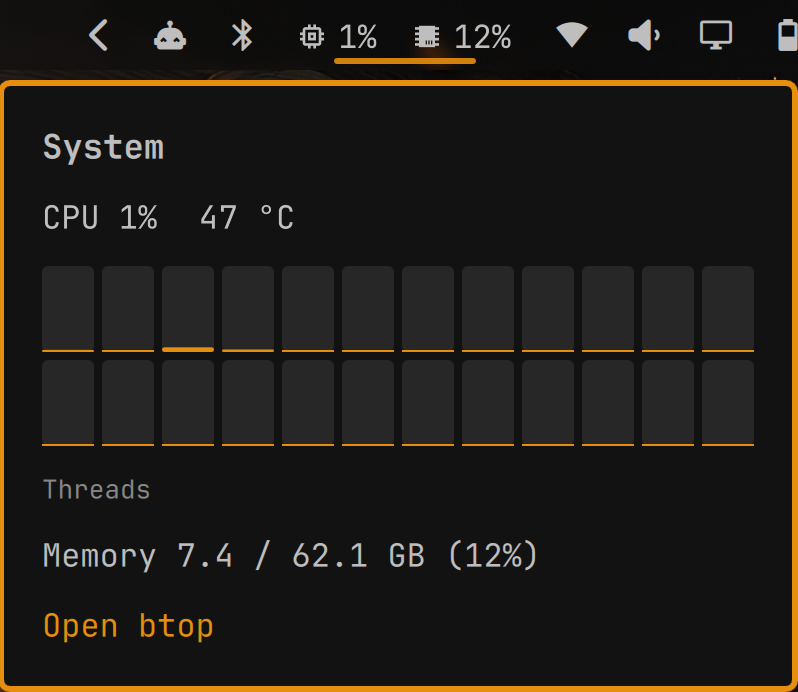 1% 12%
System
CPU 1% 47 °C
Threads
Memory 7.4 / 62.1 GB (12%)
Open btop